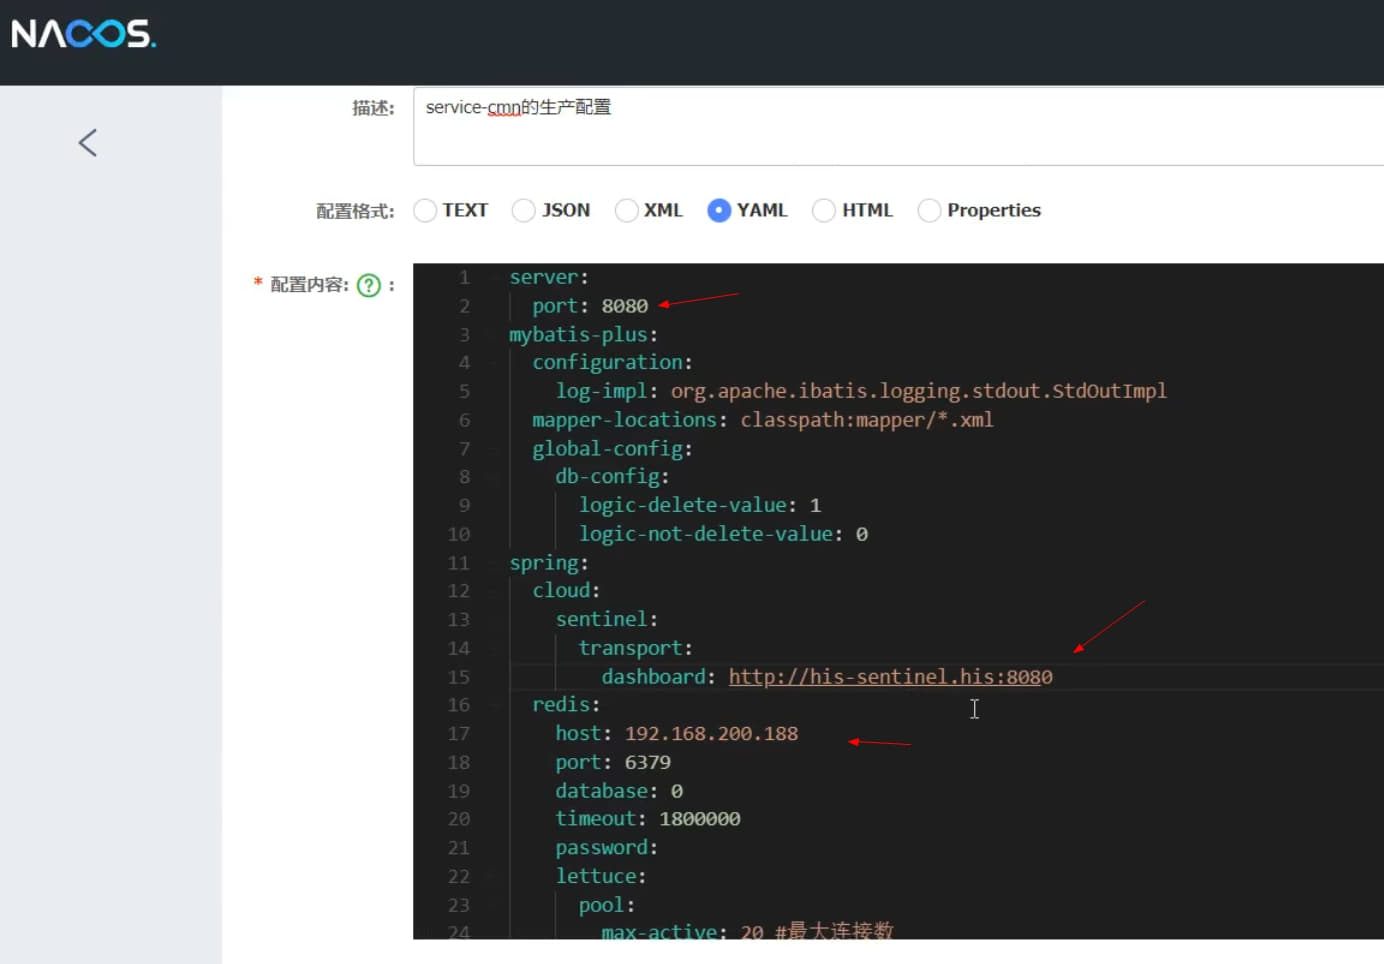 NACOS.
描述: service-cmn的生产配置
配置格式: TEXT JSON XML YAML HTML Properties
* 配置内容: ? :
1 server:
2 port: 8080
3 mybatis-plus:
4 configuration:
5 log-impl: org.apache.ibatis.logging.stdout.StdOutImpl
6 mapper-locations: classpath:mapper/*.xml
7 global-config:
8 db-config:
9 logic-delete-value: 1
10 logic-not-delete-value: 0
11 spring:
12 cloud:
13 sentinel:
14 transport:
15 dashboard: http://his-sentinel.his:8080
16 redis:
17 host: 192.168.200.188
18 port: 6379
19 database: 0
20 timeout: 1800000
21 password:
22 lettuce:
23 pool:
24 max-active: 20 #最大连接数